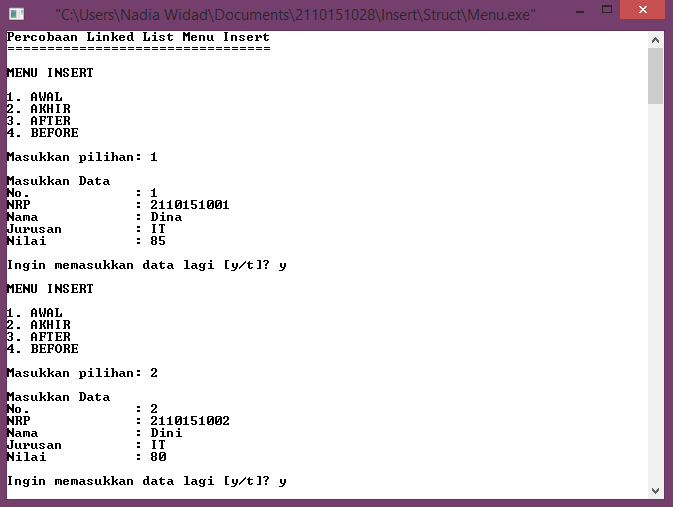 "C:\Users\Nadia Widad\Documents\2110151028\Insert\Struct\Menu.exe"
Percobaan Linked List Menu Insert
=================================
MENU INSERT
1. AWAL
2. AKHIR
3. AFTER
4. BEFORE
Masukkan pilihan: 1
Masukkan Data
No. : 1
NRP : 2110151001
Nama : Dina
Jurusan : IT
Nilai : 85
Ingin memasukkan data lagi [y/t]? y
MENU INSERT
1. AWAL
2. AKHIR
3. AFTER
4. BEFORE
Masukkan pilihan: 2
Masukkan Data
No. : 2
NRP : 2110151002
Nama : Dini
Jurusan : IT
Nilai : 80
Ingin memasukkan data lagi [y/t]? y